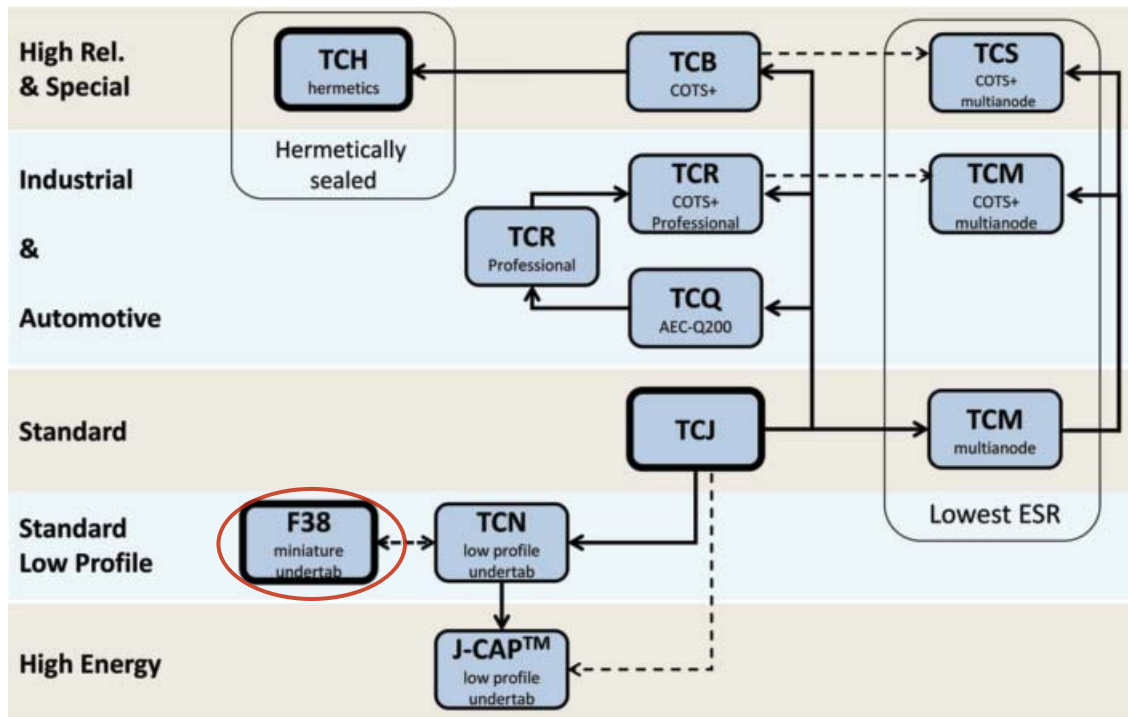 High Rel.
& Special
TCH
hermetics
TCB
COTS+
TCS
COTS+
multianode
Hermetically
sealed
Industrial
&
Automotive
TCR
COTS+
Professional
TCM
COTS+
multianode
TCR
Professional
TCQ
AEC-Q200
Standard
TCJ
TCM
multianode
Lowest ESR
Standard
Low Profile
F38
miniature
undertab
TCN
low profile
undertab
High Energy
J-CAP™
low profile
undertab